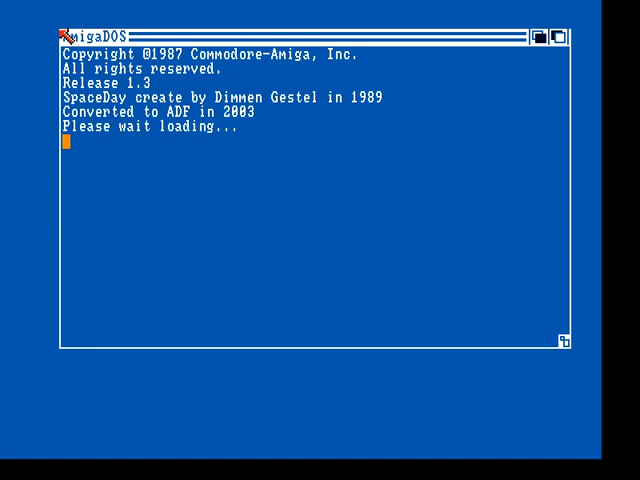 AmigaDOS
Copyright ©1987 Commodore-Amiga, Inc.
All rights reserved.
Release 1.3
SpaceDay create by Dimmen Gestel in 1989
Converted to ADF in 2003
Please wait loading...